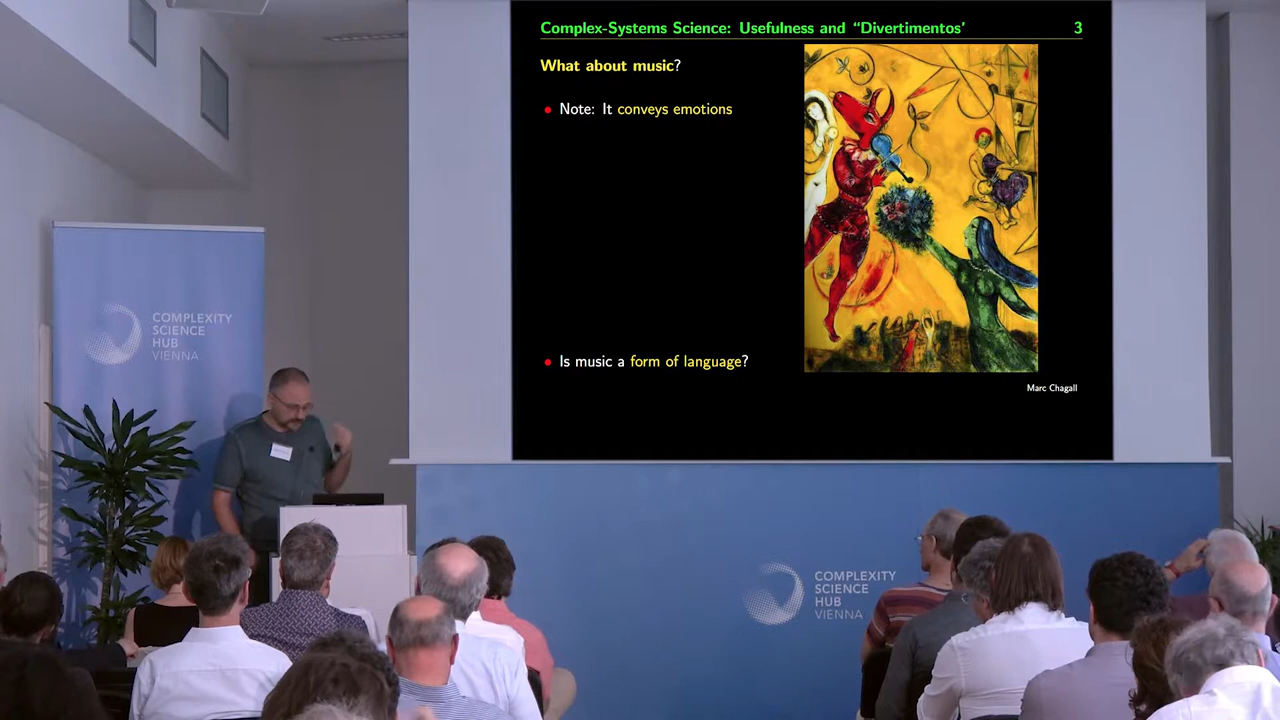 Complex-Systems Science: Usefulness and “Divertimentos’ 3
What about music?
• Note: It conveys emotions
• Is music a form of language?
Marc Chagall
COMPLEXITY
SCIENCE
HUB
VIENNA
COMPLEXITY
SCIENCE
HUB
VIENNA